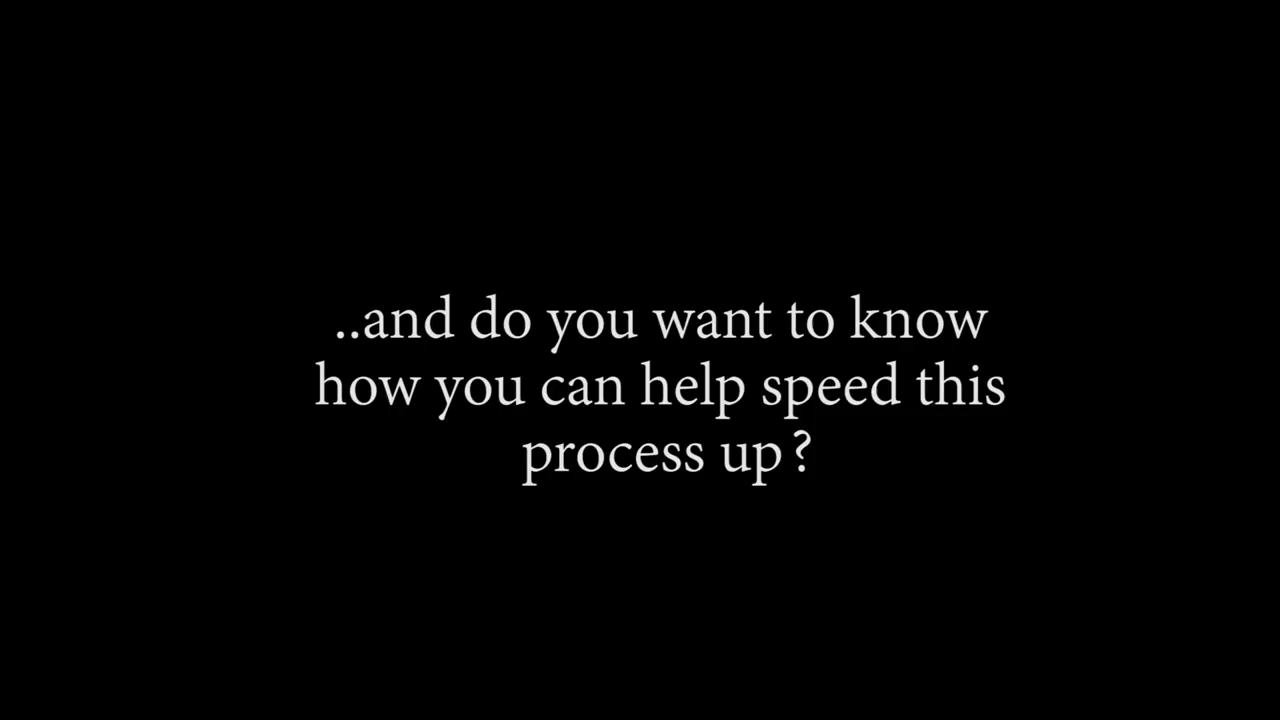 ..and do you want to know
how you can help speed this
process up?